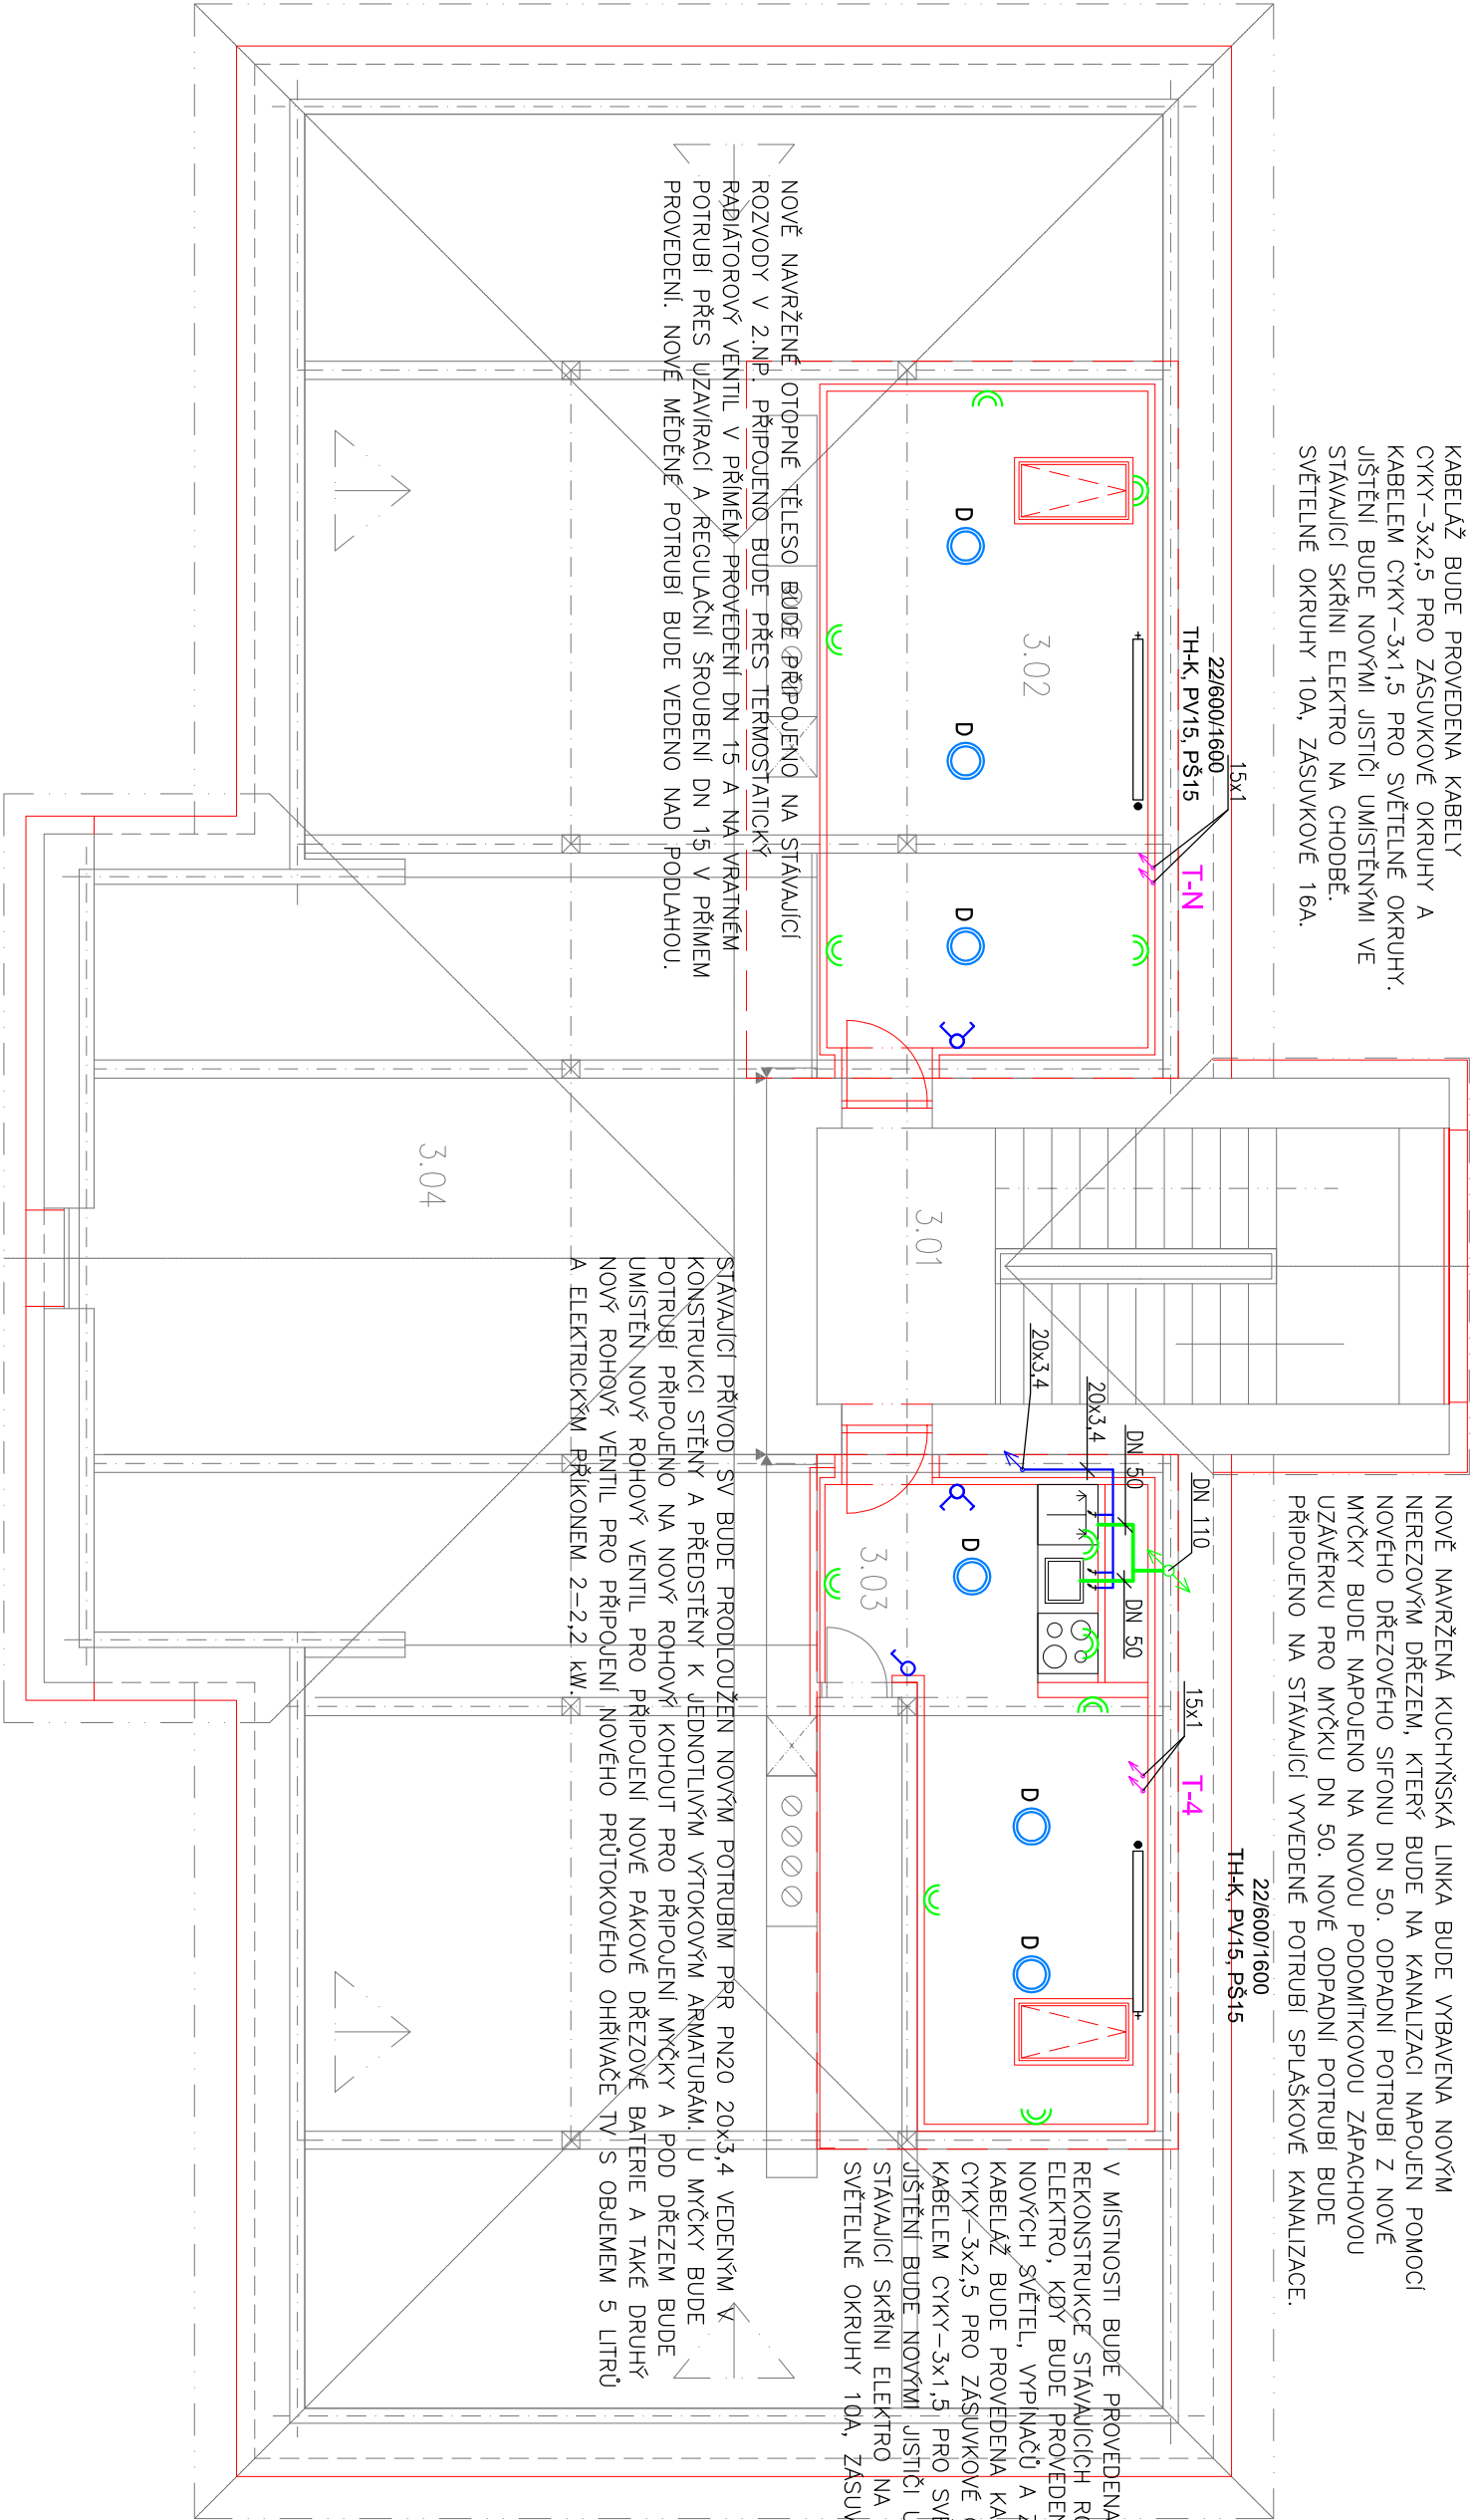 KABELÁŽ BUDE PROVEDENA KABELY
CYKY-3x2,5 PRO ZÁSUVKOVÉ OKRUHY A
KABELEM CYKY-3x1,5 PRO SVĚTELNÉ OKRUHY.
JIŠTĚNÍ BUDE NOVÝMI JISTIČI UMÍSTĚNÝMI VE
STÁVAJÍCÍ SKŘÍNI ELEKTRO NA CHODBĚ.
SVĚTELNÉ OKRUHY 10A, ZÁSUVKOVÉ 16A.
15x1
22/600/1600
TH-K, PV15, PŠ15
T-N
3.02
D
D
D
NOVĚ NAVRŽENÉ OTOPNÉ TĚLESO BUDE PŘIPOJENO NA STÁVAJÍCÍ
ROZVODY V 2.NP. PŘIPOJENO BUDE PŘES TERMOSTATICKÝ
RADIÁTOROVÝ VENTIL V PŘÍMÉM PROVEDENÍ DN 15 A NA VRATNÉM
POTRUBÍ PŘES UZAVÍRACÍ A REGULAČNÍ ŠROUBENÍ DN 15 V PŘÍMEM
PROVEDENÍ. NOVÉ MĚDĚNÉ POTRUBÍ BUDE VEDENO NAD PODLAHOU.
3.01
3.04
NOVĚ NAVRŽENÁ KUCHYŇSKÁ LINKA BUDE VYBAVENA NOVÝM
NEREZOVÝM DŘEZEM, KTERÝ BUDE NA KANALIZACI NAPOJEN POMOCÍ
NOVÉHO DŘEZOVÉHO SIFONU DN 50. ODPADNÍ POTRUBÍ Z NOVÉ
MYČKY BUDE NAPOJENO NA NOVOU PODOMÍTKOVOU ZÁPACHOVOU
UZÁVĚRKU PRO MYČKU DN 50. NOVÉ ODPADNÍ POTRUBÍ BUDE
PŘIPOJENO NA STÁVAJÍCÍ VYVEDENÉ POTRUBÍ SPLAŠKOVÉ KANALIZACE.
DN 110
DN 50
DN 50
20x3,4
20x3,4
15x1
T-4
22/600/1600
TH-K, PV15, PŠ15
3.03
D
D
D
STÁVAJÍCÍ PŘÍVOD SV BUDE PRODLOUŽEN NOVÝM POTRUBÍM PPR PN20 20x3,4 VEDENÝM V
KONSTRUKCI STĚNY A PŘEDSTĚNY K JEDNOTLIVÝM VÝTOKOVÝM ARMATURÁM. U MYČKY BUDE
POTRUBÍ PŘIPOJENO NA NOVÝ ROHOVÝ KOHOUT PRO PŘIPOJENÍ MYČKY A POD DŘEZEM BUDE
UMÍSTĚN NOVÝ ROHOVÝ VENTIL PRO PŘIPOJENÍ NOVÉ PÁKOVÉ DŘEZOVÉ BATERIE A TAKÉ DRUHÝ
NOVÝ ROHOVÝ VENTIL PRO PŘIPOJENÍ NOVÉHO PRŮTOKOVÉHO OHŘÍVAČE TV S OBJEMEM 5 LITRŮ
A ELEKTRICKÝM PŘÍKONEM 2-2,2 kW.
V MÍSTNOSTI BUDE PROVEDENA
REKONSTRUKCE STÁVAJÍCÍCH
ELEKTRO, KDY BUDE
NOVÝCH SVĚTEL, VYPÍNAČŮ A
KABELÁŽ BUDE PROVEDENA
CYKY-3x2,5 PRO ZÁSUVKOVÉ
KABELEM CYKY-3x1,5 PRO
JIŠTĚNÍ BUDE NOVÝMI JISTIČI
STÁVAJÍCÍ SKŘÍNI ELEKTRO NA
SVĚTELNÉ OKRUHY 10A,